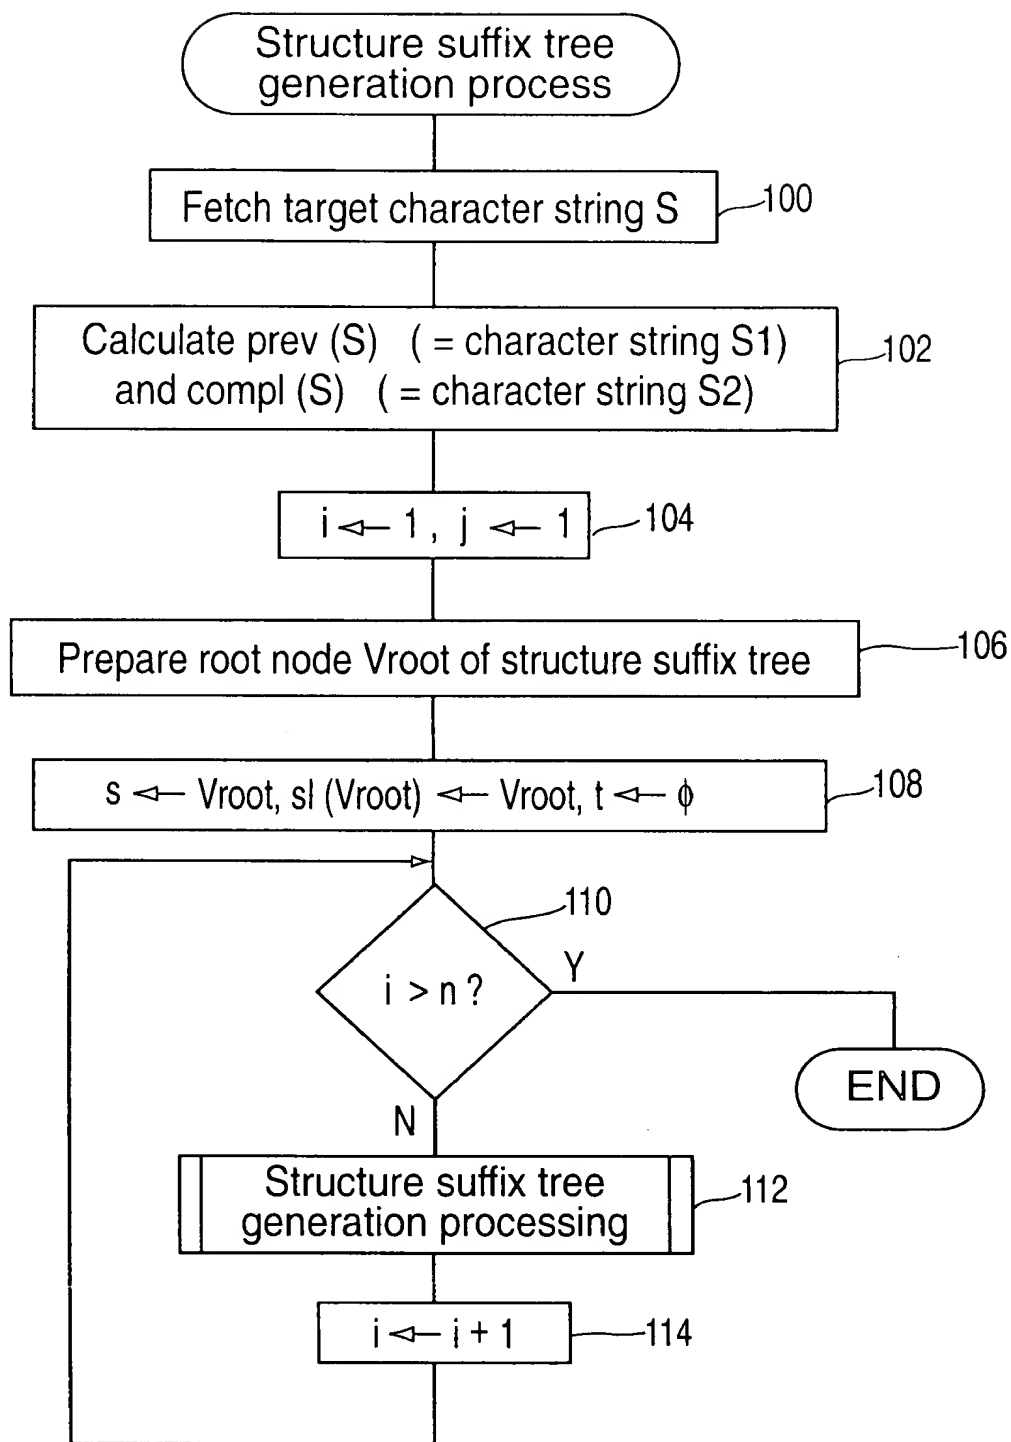 Structure suffix tree
generation process
Fetch target character string S
100
Calculate prev (S) ( = character string S1)
and compl (S) ( = character string S2)
102
i ← 1 , j ← 1
104
Prepare root node Vroot of structure suffix tree
106
s ← Vroot, sl (Vroot) ← Vroot, t ← ϕ
108
110
i > n ?
Y
END
N
Structure suffix tree
generation processing
112
i ← i + 1
114